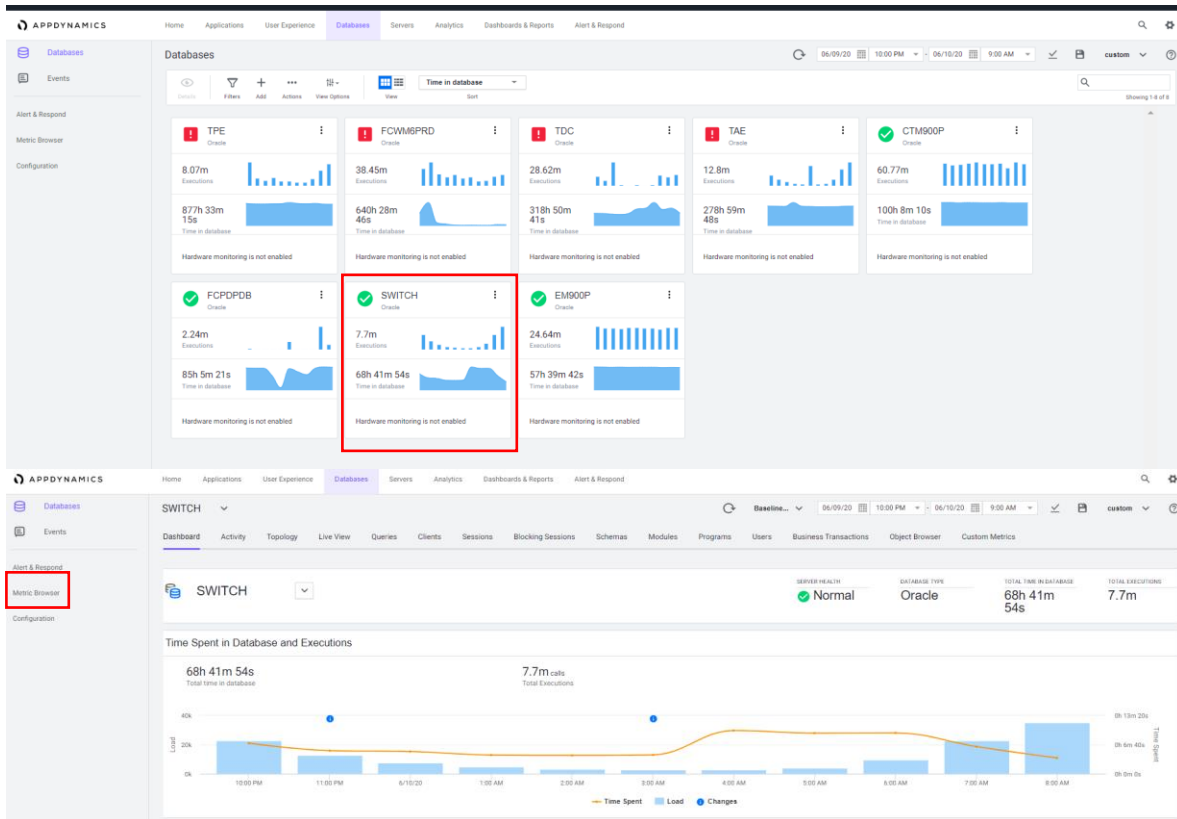 APPDYNAMICS
Home Applications User Experience Databases Servers Analytics Dashboards & Reports Alert & Respond
Databases
Events
Alert & Respond
Metric Browser
Configuration
Databases
06/09/20 10:00 PM - 06/10/20 9:00 AM custom
Details Filters Add Actions View Options View Time in database Sort
Showing 1-8 of 8
TPE
Oracle
8.07m
Executions
877h 33m
15s
Time in database
Hardware monitoring is not enabled
FCWM6PRD
Oracle
38.45m
Executions
640h 28m
46s
Time in database
Hardware monitoring is not enabled
TDC
Oracle
28.62m
Executions
318h 50m
41s
Time in database
Hardware monitoring is not enabled
TAE
Oracle
12.8m
Executions
278h 59m
48s
Time in database
Hardware monitoring is not enabled
CTM900P
Oracle
60.77m
Executions
100h 8m 10s
Time in database
Hardware monitoring is not enabled
FCPDPDB
Oracle
2.24m
Executions
85h 5m 21s
Time in database
Hardware monitoring is not enabled
SWITCH
Oracle
7.7m
Executions
68h 41m 54s
Time in database
Hardware monitoring is not enabled
EM900P
Oracle
24.64m
Executions
57h 39m 42s
Time in database
Hardware monitoring is not enabled
APPDYNAMICS
Home Applications User Experience Databases Servers Analytics Dashboards & Reports Alert & Respond
Databases
Events
Alert & Respond
Metric Browser
Configuration
SWITCH
Baseline... 06/09/20 10:00 PM - 06/10/20 9:00 AM custom
Dashboard Activity Topology Live View Queries Clients Sessions Blocking Sessions Schemas Modules Programs Users Business Transactions Object Browser Custom Metrics
SWITCH
SERVER HEALTH
Normal
DATABASE TYPE
Oracle
TOTAL TIME IN DATABASE
68h 41m
54s
TOTAL EXECUTIONS
7.7m
Time Spent in Database and Executions
68h 41m 54s
Total time in database
7.7m calls
Total Executions
40k
20k
0k
Load
0h 13m 20s
0h 6m 40s
0h 0m 0s
Time Spent
10:00 PM 11:00 PM 6/10/20 1:00 AM 2:00 AM 3:00 AM 4:00 AM 5:00 AM 6:00 AM 7:00 AM 8:00 AM
Time Spent Load Changes